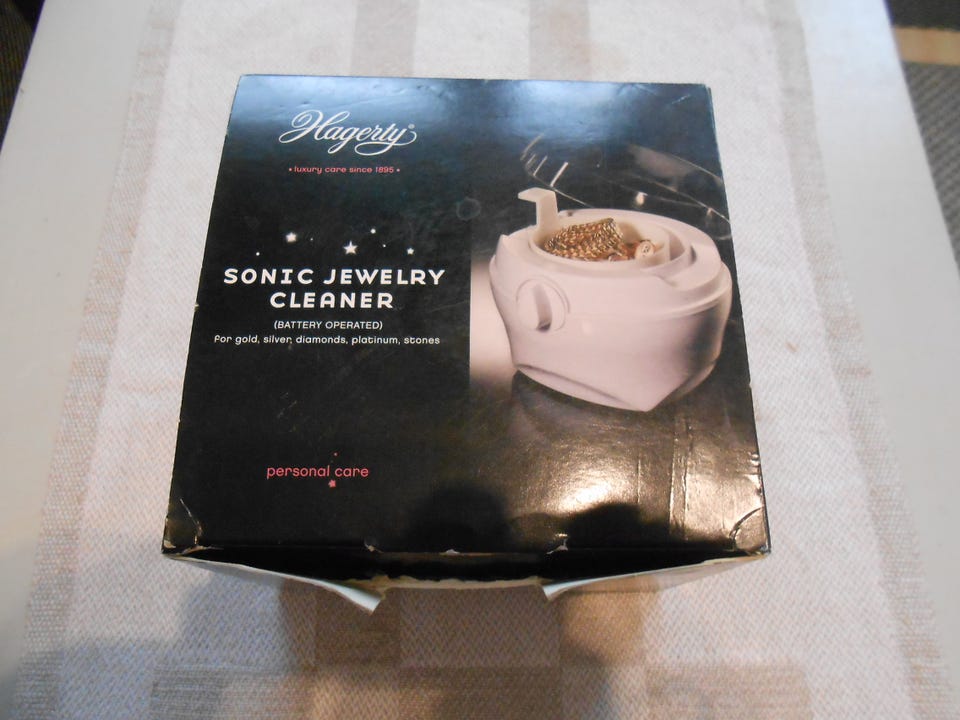 Hagerty®
• luxury care since 1895 •
SONIC JEWELRY
CLEANER
(BATTERY OPERATED)
For gold, silver, diamonds, platinum, stones
personal care